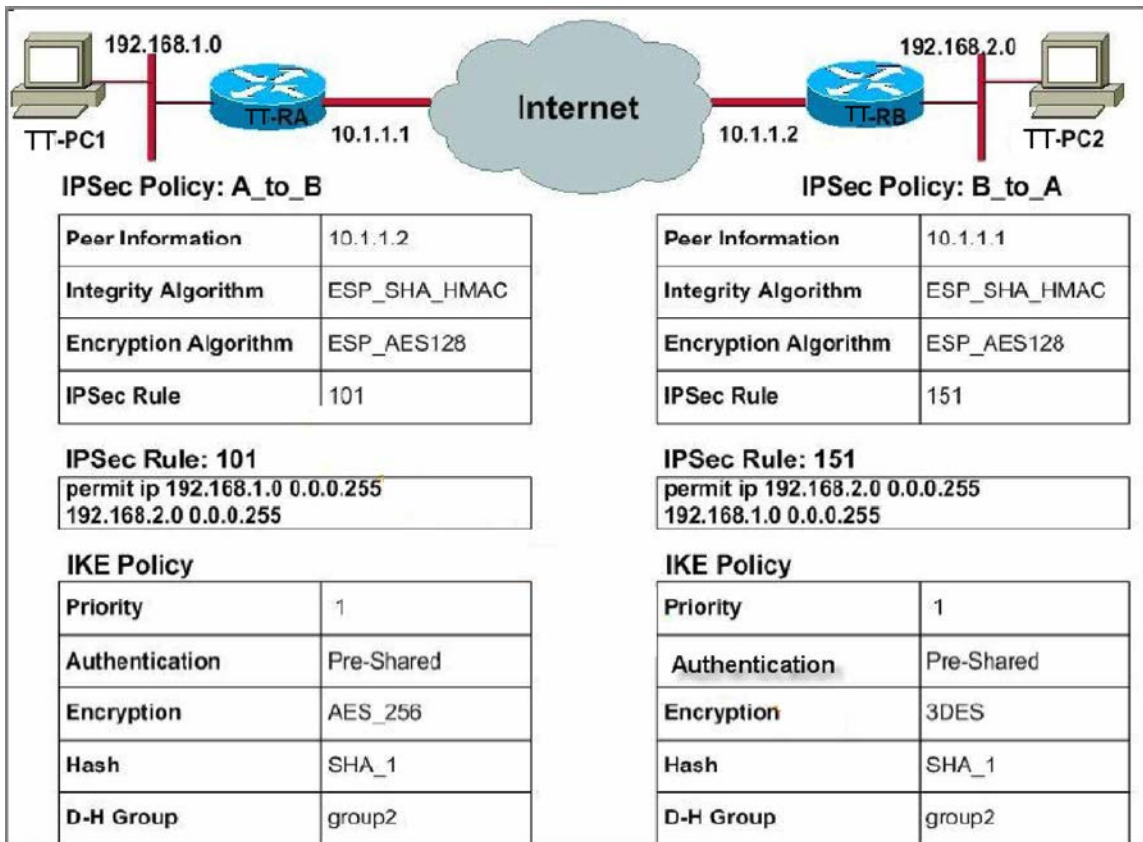 192.168.1.0
192.168.2.0
TT-RA
Internet
TT-RB
10.1.1.1
10.1.1.2
TT-PC1
TT-PC2
IPSec Policy: A_to_B
Peer Information 10.1.1.2
Integrity Algorithm ESP_SHA_HMAC
Encryption Algorithm ESP_AES128
IPSec Rule 101
IPSec Rule: 101
permit ip 192.168.1.0 0.0.0.255
192.168.2.0 0.0.0.255
IKE Policy
Priority 1
Authentication Pre-Shared
Encryption AES_256
Hash SHA_1
D-H Group group2
IPSec Policy: B_to_A
Peer Information 10.1.1.1
Integrity Algorithm ESP_SHA_HMAC
Encryption Algorithm ESP_AES128
IPSec Rule 151
IPSec Rule: 151
permit ip 192.168.2.0 0.0.0.255
192.168.1.0 0.0.0.255
IKE Policy
Priority 1
Authentication Pre-Shared
Encryption 3DES
Hash SHA_1
D-H Group group2